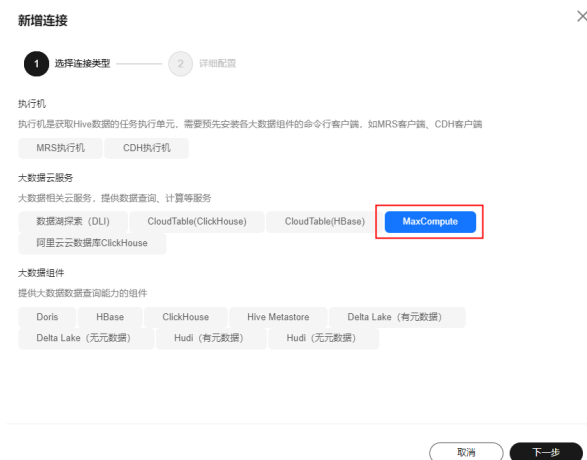 新增连接
1 选择连接类型 2 详细配置
执行机
执行机是获取Hive数据的任务执行单元，需要预先安装各大数据组件的命令行客户端，如MRS客户端、CDH客户端
MRS执行机 CDH执行机
大数据云服务
大数据相关云服务，提供数据查询、计算等服务
数据湖探索（DLI） CloudTable(ClickHouse) CloudTable(HBase) MaxCompute
阿里云云数据库ClickHouse
大数据组件
提供大数据数据查询能力的组件
Doris HBase ClickHouse Hive Metastore Delta Lake（有元数据）
Delta Lake（无元数据） Hudi（有元数据） Hudi（无元数据）
取消 下一步